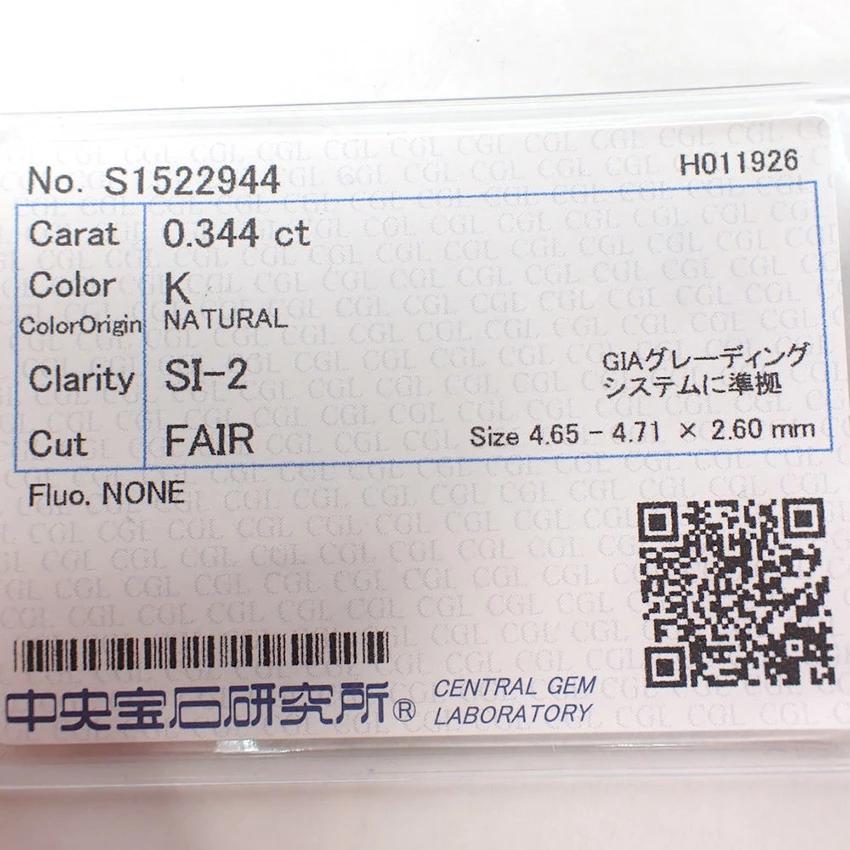 No. S1522944
H011926
Carat 0.344 ct
Color K
ColorOrigin NATURAL
Clarity SI-2
GIAグレーディング
システムに準拠
Cut FAIR
Size 4.65 - 4.71 × 2.60 mm
Fluo. NONE
中央宝石研究所®
CENTRAL GEM
LABORATORY